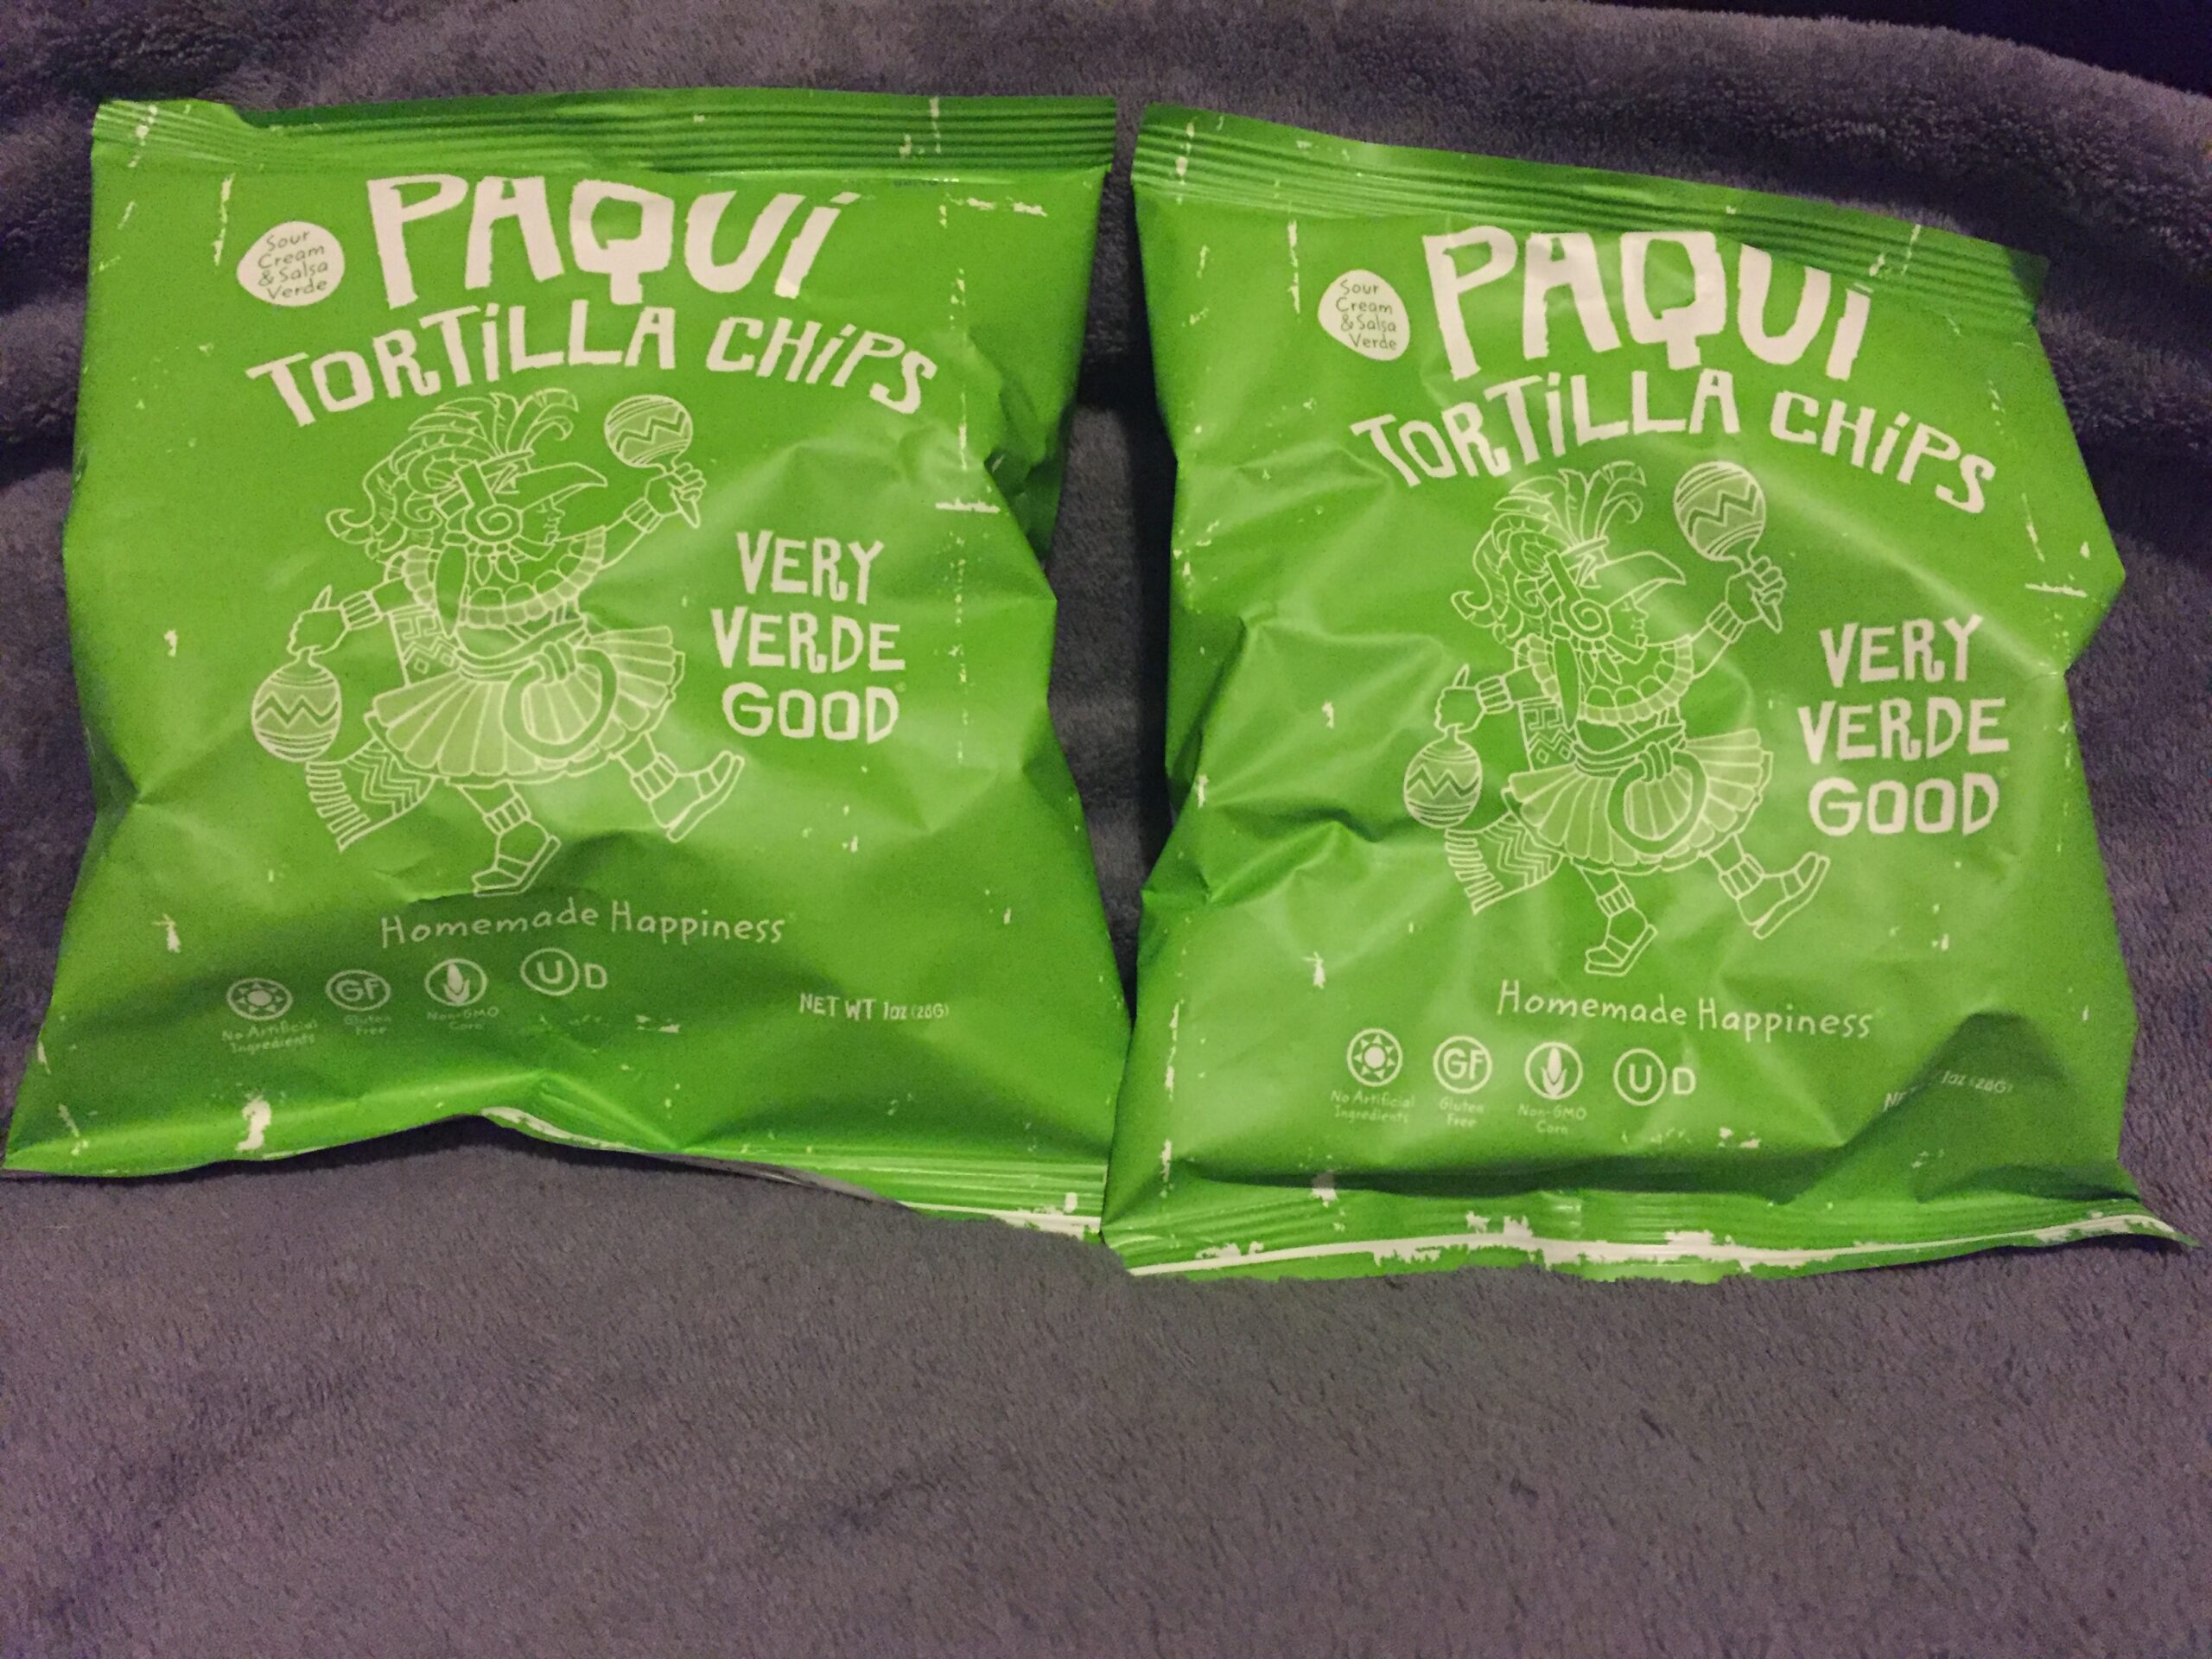 Sour
Cream
& Salsa
Verde
PAQUI
TORTILLA CHIPS
VERY
VERDE
GOOD
Homemade Happiness
No Artificial
Ingredients
GF
Gluten
Free
Non-GMO
Corn
U D
NET WT 1oz (28G)
Sour
Cream
& Salsa
Verde
PAQUI
TORTILLA CHIPS
VERY
VERDE
GOOD
Homemade Happiness
No Artificial
Ingredients
GF
Gluten
Free
Non-GMO
Corn
U D
1oz (28G)